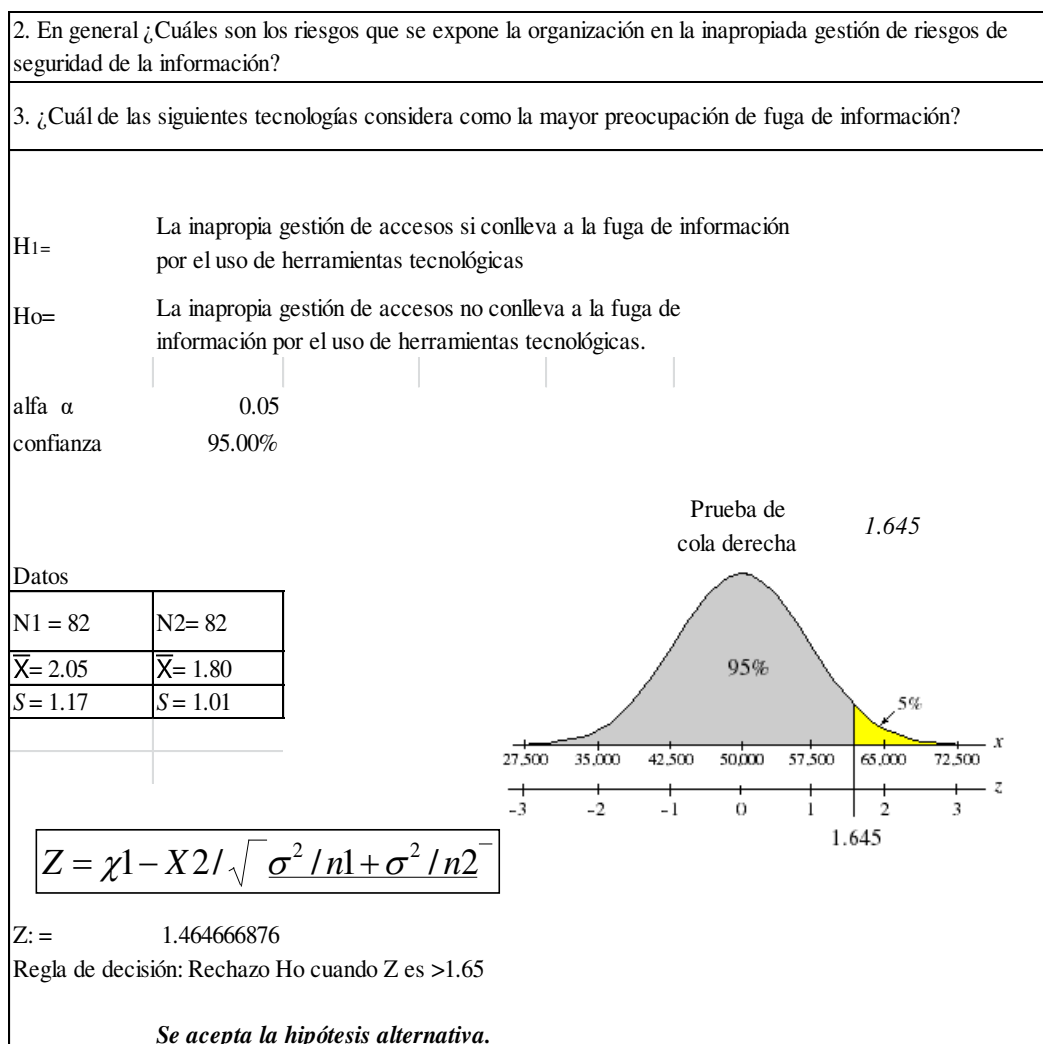 2. En general ¿Cuáles son los riesgos que se expone la organización en la inapropiada gestión de riesgos de
seguridad de la información?
3. ¿Cuál de las siguientes tecnologías considera como la mayor preocupación de fuga de información?
H1=
La inapropia gestión de accesos si conlleva a la fuga de información
por el uso de herramientas tecnológicas
Ho=
La inapropia gestión de accesos no conlleva a la fuga de
información por el uso de herramientas tecnológicas.
alfa α 0.05
confianza 95.00%
Prueba de
cola derecha
1.645
Datos
N1 = 82 N2= 82
X̅= 2.05 X̅= 1.80
S = 1.17 S = 1.01
95%
5%
27,500 35,000 42,500 50,000 57,500 65,000 72,500 x
-3 -2 -1 0 1 2 3 z
1.645
Z = χ1 − X2 / √ σ² / n1 + σ² / n2
Z: = 1.464666876
Regla de decisión: Rechazo Ho cuando Z es >1.65
Se acepta la hipótesis alternativa.